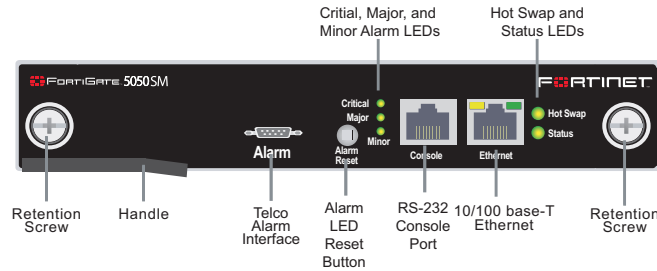 Critial, Major, and
Minor Alarm LEDs
Hot Swap and
Status LEDs
FORTIGATE 5050SM
FORTINET
Critical
Major
Minor
Hot Swap
Status
Alarm
Alarm
Reset
Console
Ethernet
Retention
Screw
Handle
Telco
Alarm
Interface
Alarm
LED
Reset
Button
RS-232
Console
Port
10/100 base-T
Ethernet
Retention
Screw